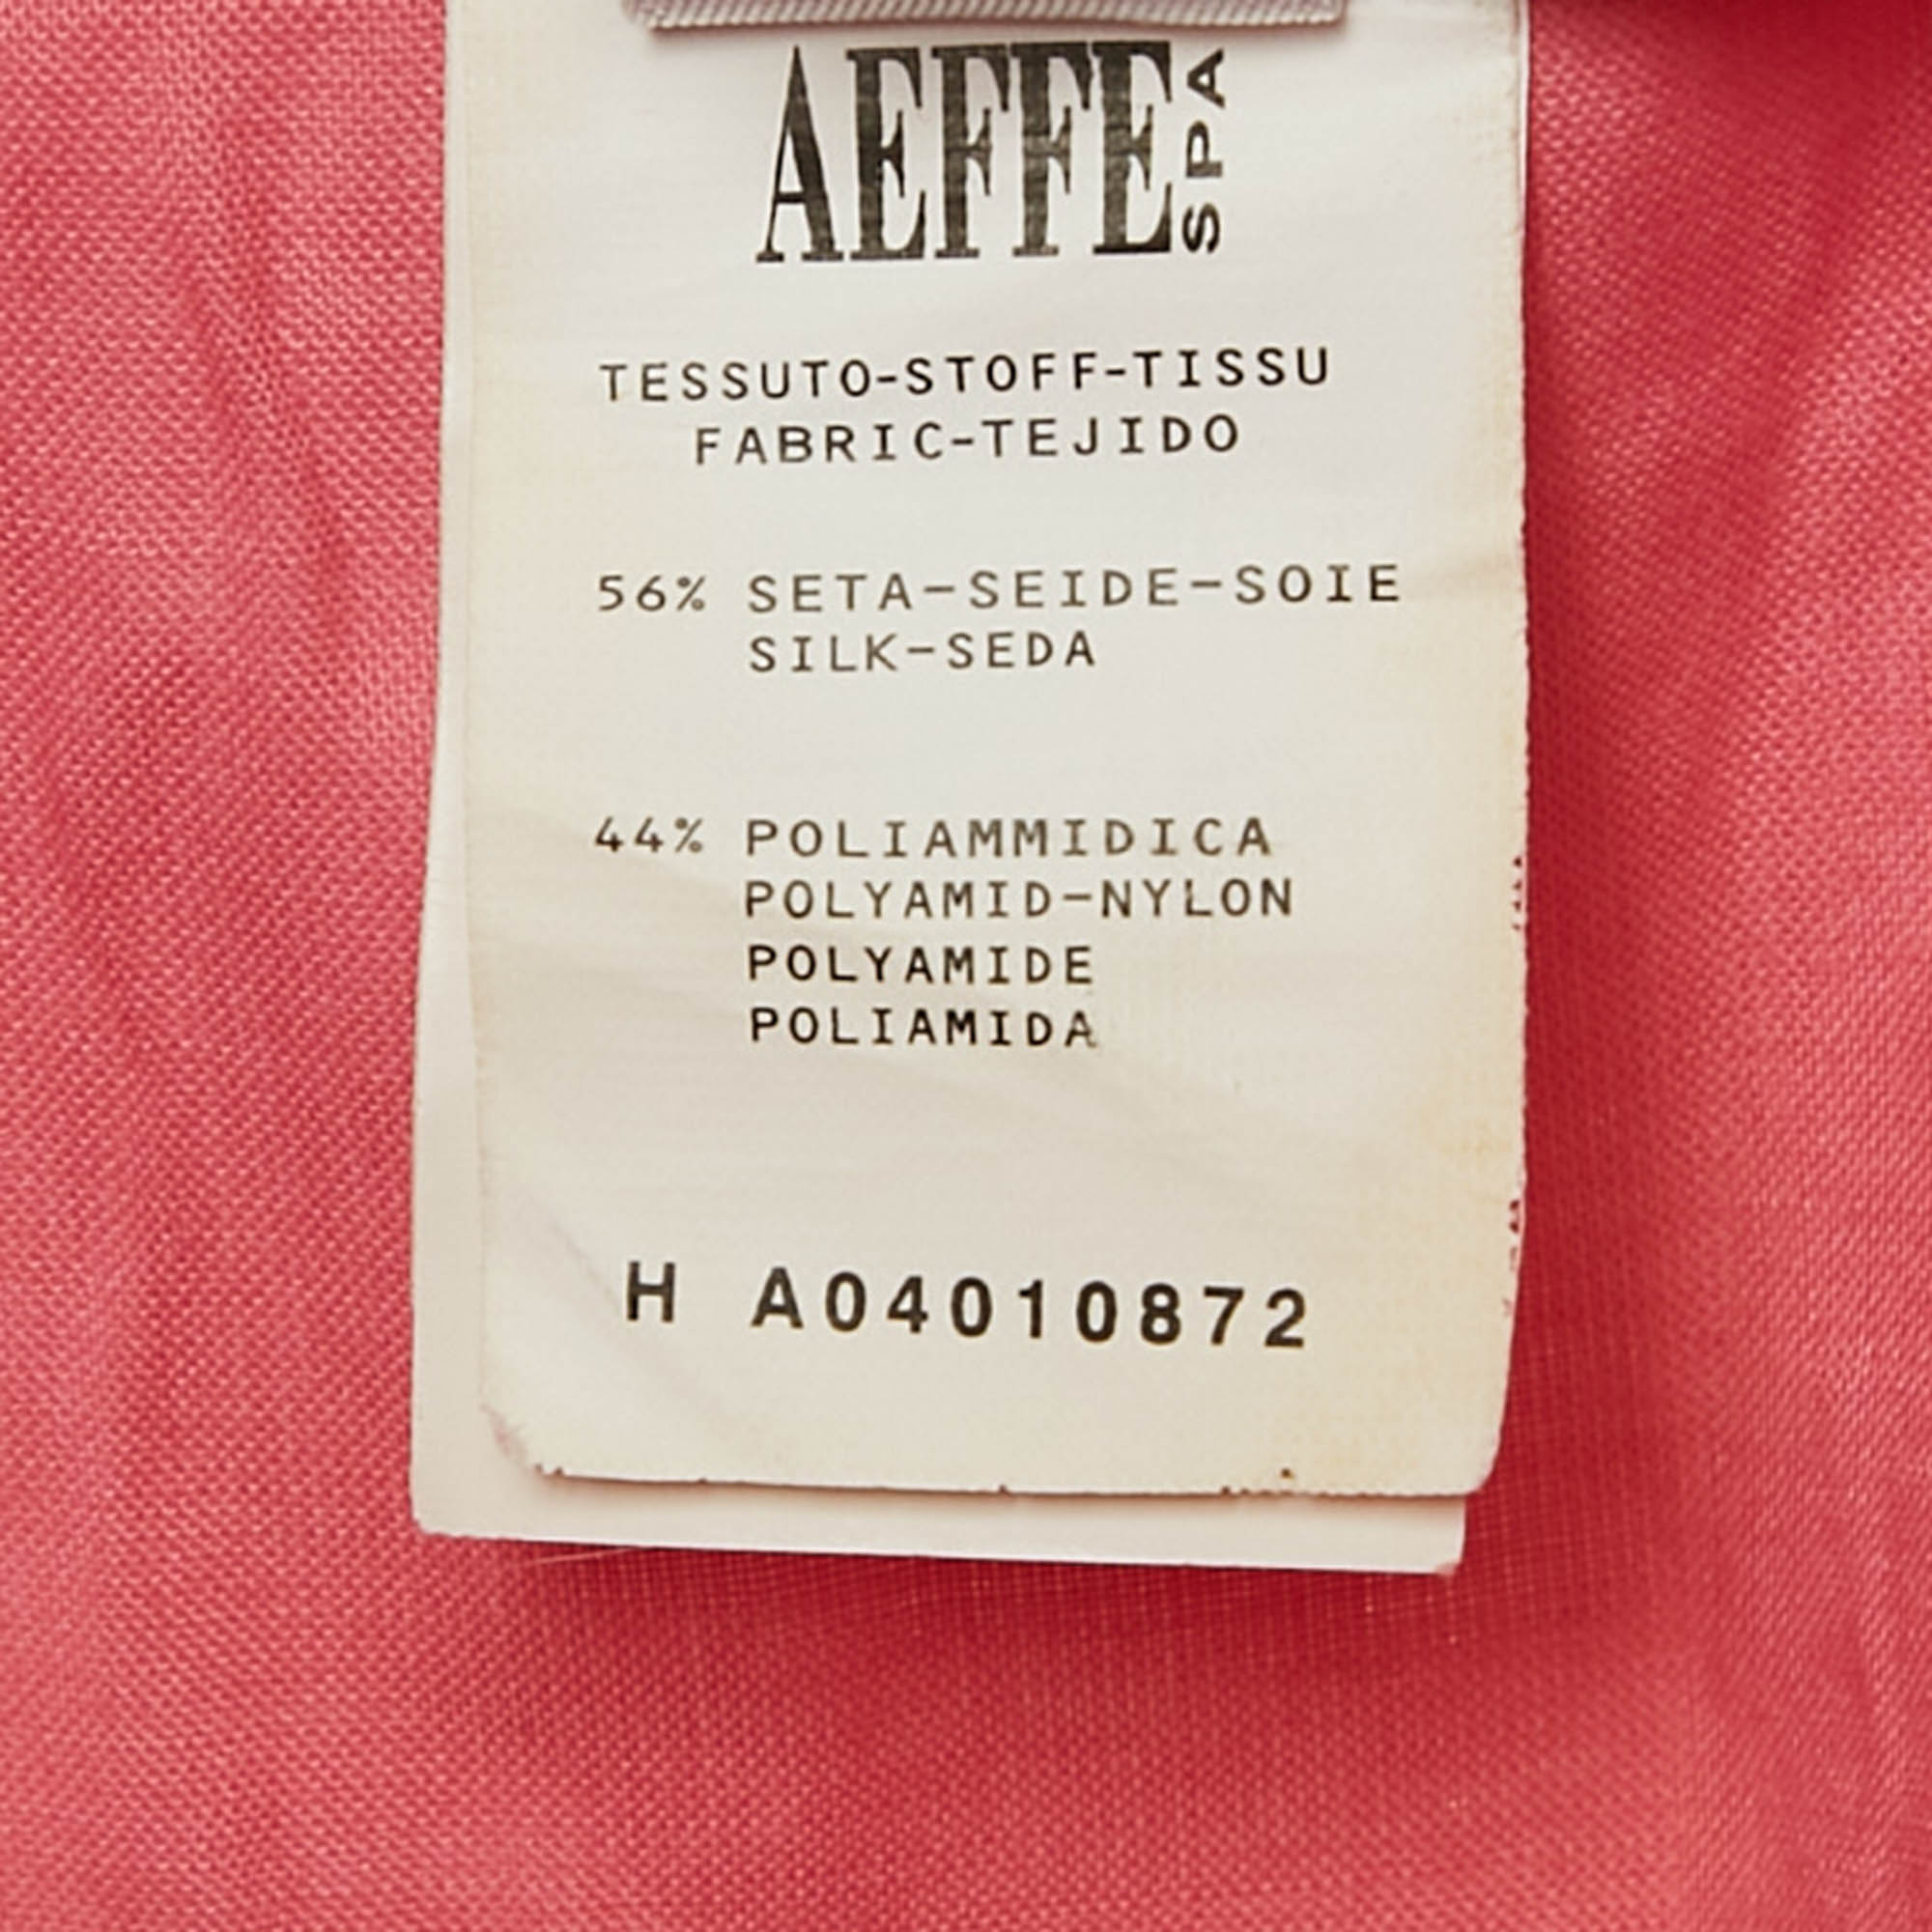 AEFFE SPA
TESSUTO-STOFF-TISSU
FABRIC-TEJIDO
56% SETA-SEIDE-SOIE
SILK-SEDA
44% POLIAMMIDICA
POLYAMID-NYLON
POLYAMIDE
POLIAMIDA
H A04010872